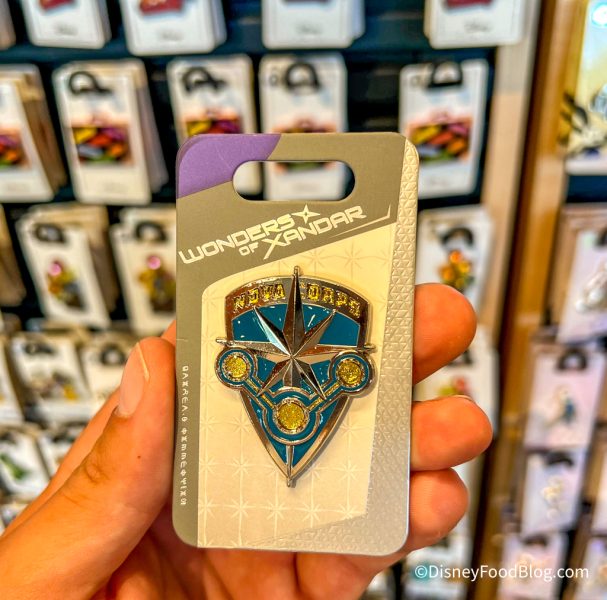 WONDERS
OF XANDAR
NOVA CORPS
©DisneyFoodBlog.com